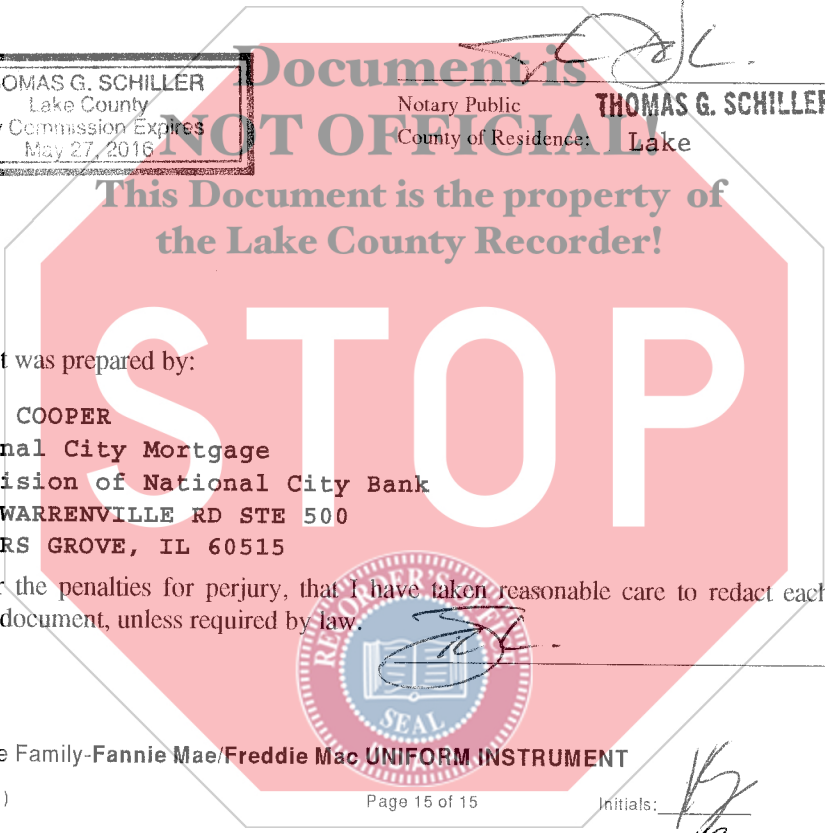 Document is
OMAS G. SCHILLER
Lake County
y Commission Expires
May 27, 2016
Notary Public THOMAS G. SCHILLER
NOT OFFICIAL!
County of Residence: Lake
This Document is the property of
the Lake County Recorder!
STOP
t was prepared by:
COOPER
nal City Mortgage
ision of National City Bank
WARRENVILLE RD STE 500
RS GROVE, IL 60515
r the penalties for perjury, that I have taken reasonable care to redact each
document, unless required by law.
SEAL
e Family-Fannie Mae/Freddie Mac UNIFORM INSTRUMENT
)
Page 15 of 15
Initials: